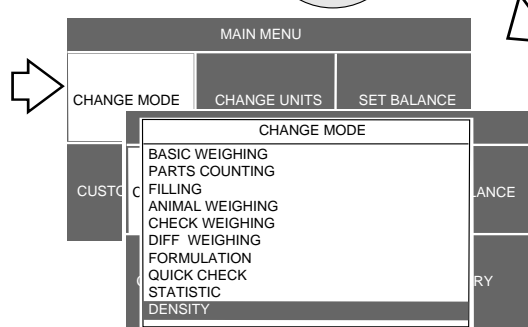 MAIN MENU
CHANGE MODE CHANGE UNITS SET BALANCE
CHANGE MODE
BASIC WEIGHING
PARTS COUNTING
FILLING
ANIMAL WEIGHING
CHECK WEIGHING
DIFF WEIGHING
FORMULATION
QUICK CHECK
STATISTIC
DENSITY